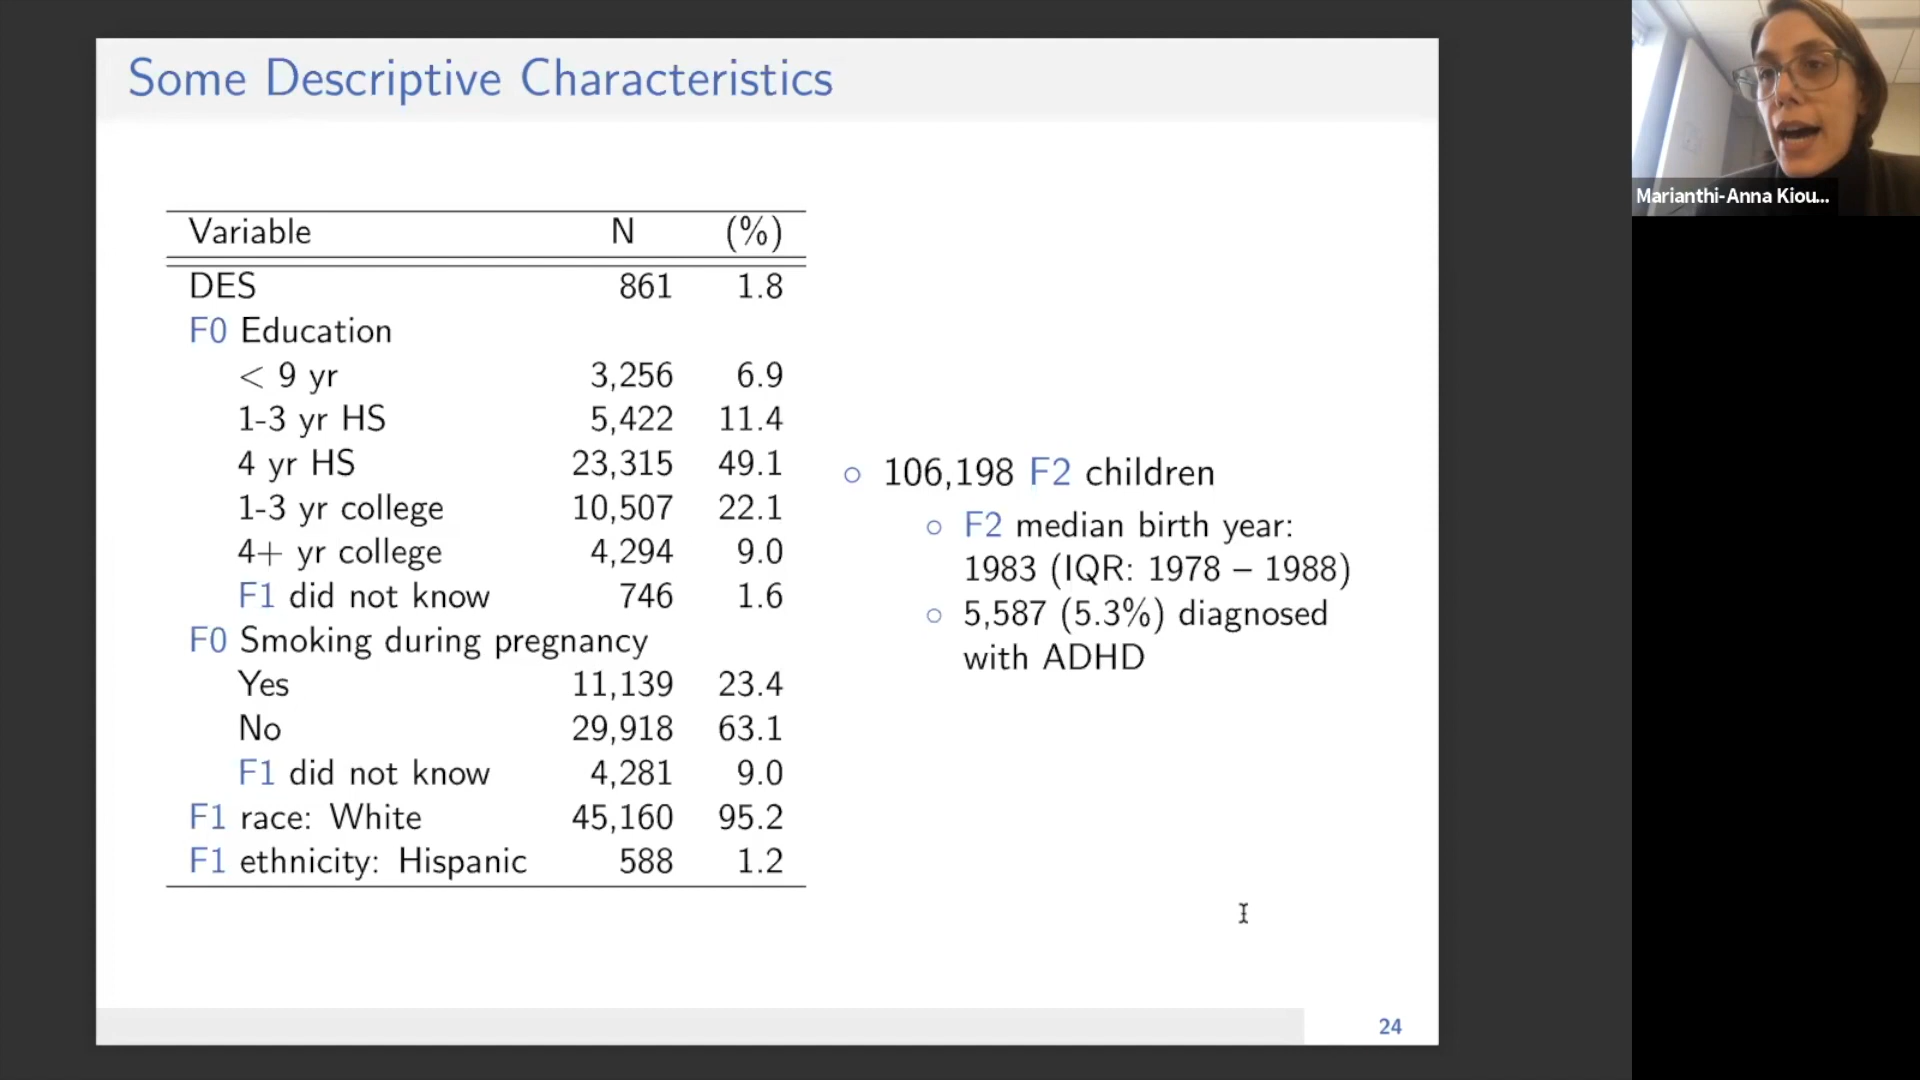 Some Descriptive Characteristics
Variable N (%)
DES 861 1.8
F0 Education
< 9 yr 3,256 6.9
1-3 yr HS 5,422 11.4
4 yr HS 23,315 49.1
1-3 yr college 10,507 22.1
4+ yr college 4,294 9.0
F1 did not know 746 1.6
F0 Smoking during pregnancy
Yes 11,139 23.4
No 29,918 63.1
F1 did not know 4,281 9.0
F1 race: White 45,160 95.2
F1 ethnicity: Hispanic 588 1.2
106,198 F2 children
F2 median birth year:
1983 (IQR: 1978 – 1988)
5,587 (5.3%) diagnosed
with ADHD
24
Marianthi-Anna Kiou...